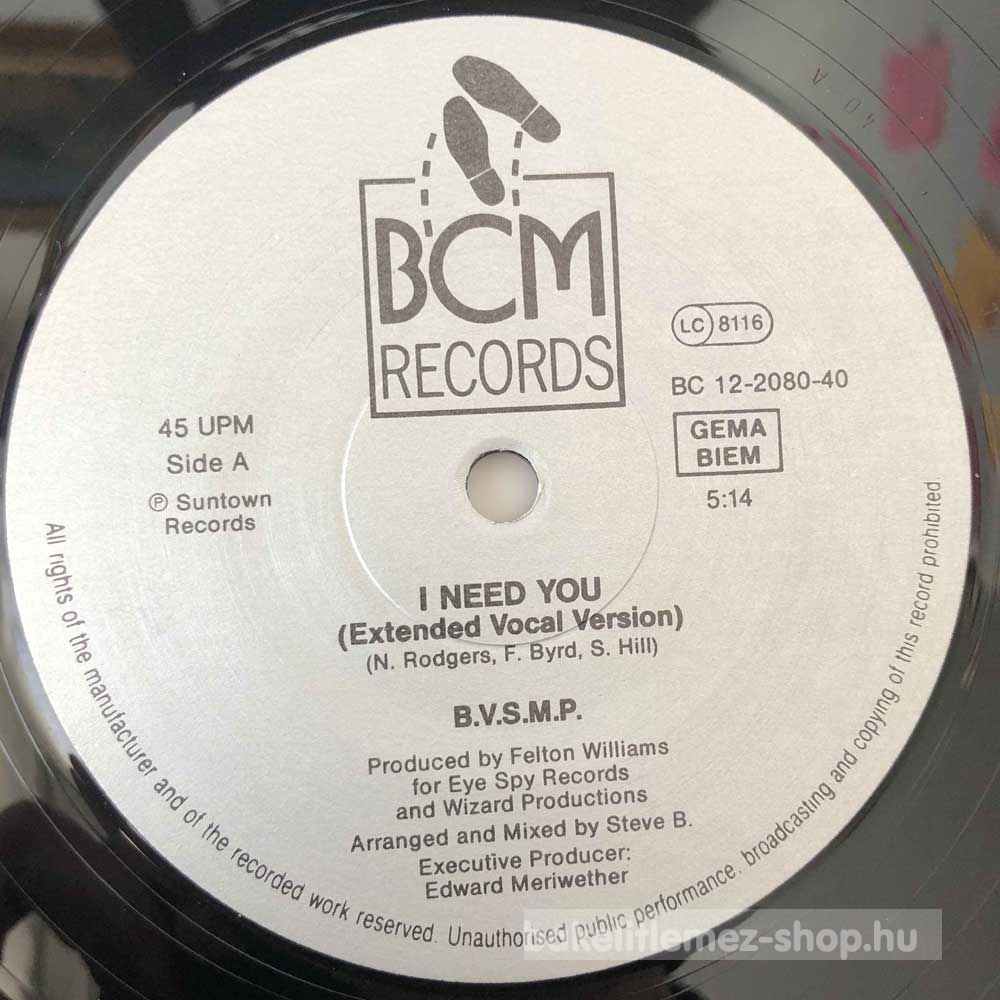 BCM
RECORDS
LC 8116
BC 12-2080-40
GEMA
BIEM
5:14
45 UPM
Side A
℗ Suntown
Records
I NEED YOU
(Extended Vocal Version)
(N. Rodgers, F. Byrd, S. Hill)
B.V.S.M.P.
Produced by Felton Williams
for Eye Spy Records
and Wizard Productions
Arranged and Mixed by Steve B.
Executive Producer:
Edward Meriwether
All rights of the manufacturer and of the recorded work reserved. Unauthorised public performance. broadcasting and copying of this record prohibited
bakelitlemez-shop.hu